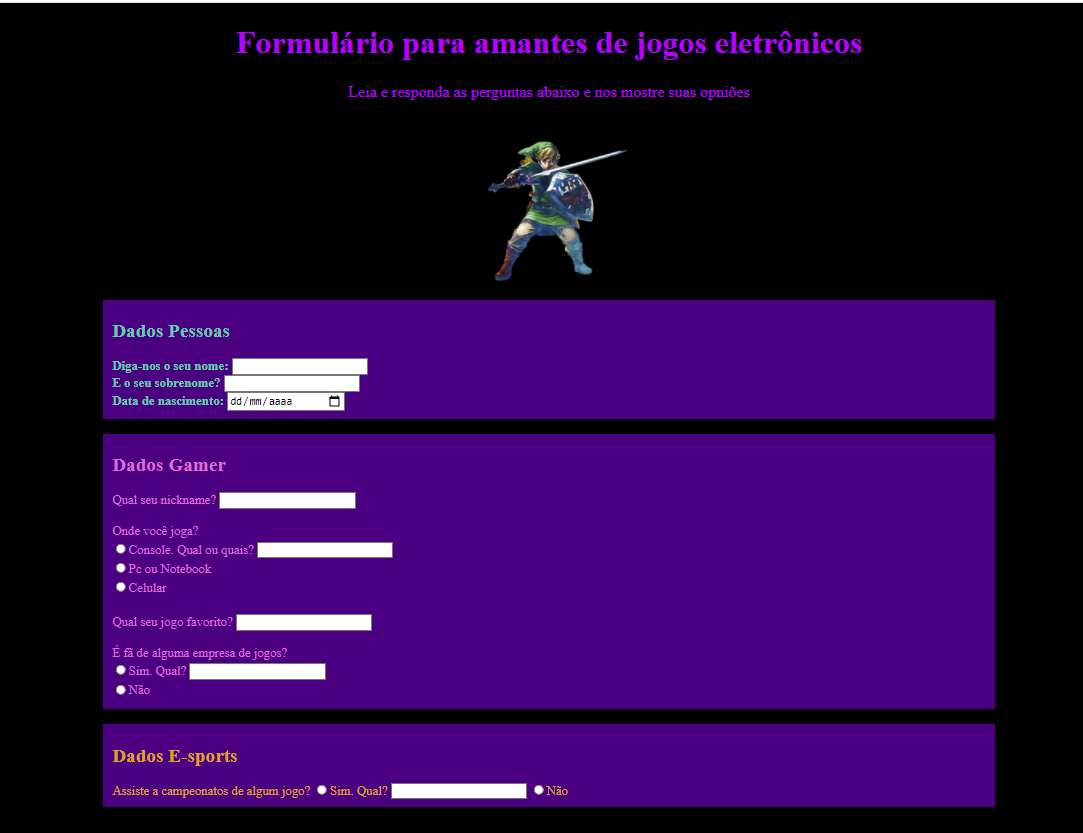 Formulário para amantes de jogos eletrônicos
Leia e responda as perguntas abaixo e nos mostre suas opniões
Dados Pessoas
Diga-nos o seu nome:
E o seu sobrenome?
Data de nascimento: dd/mm/aaaa
Dados Gamer
Qual seu nickname?
Onde você joga?
Console. Qual ou quais?
Pc ou Notebook
Celular
Qual seu jogo favorito?
É fã de alguma empresa de jogos?
Sim. Qual?
Não
Dados E-sports
Assiste a campeonatos de algum jogo? Sim. Qual? Não